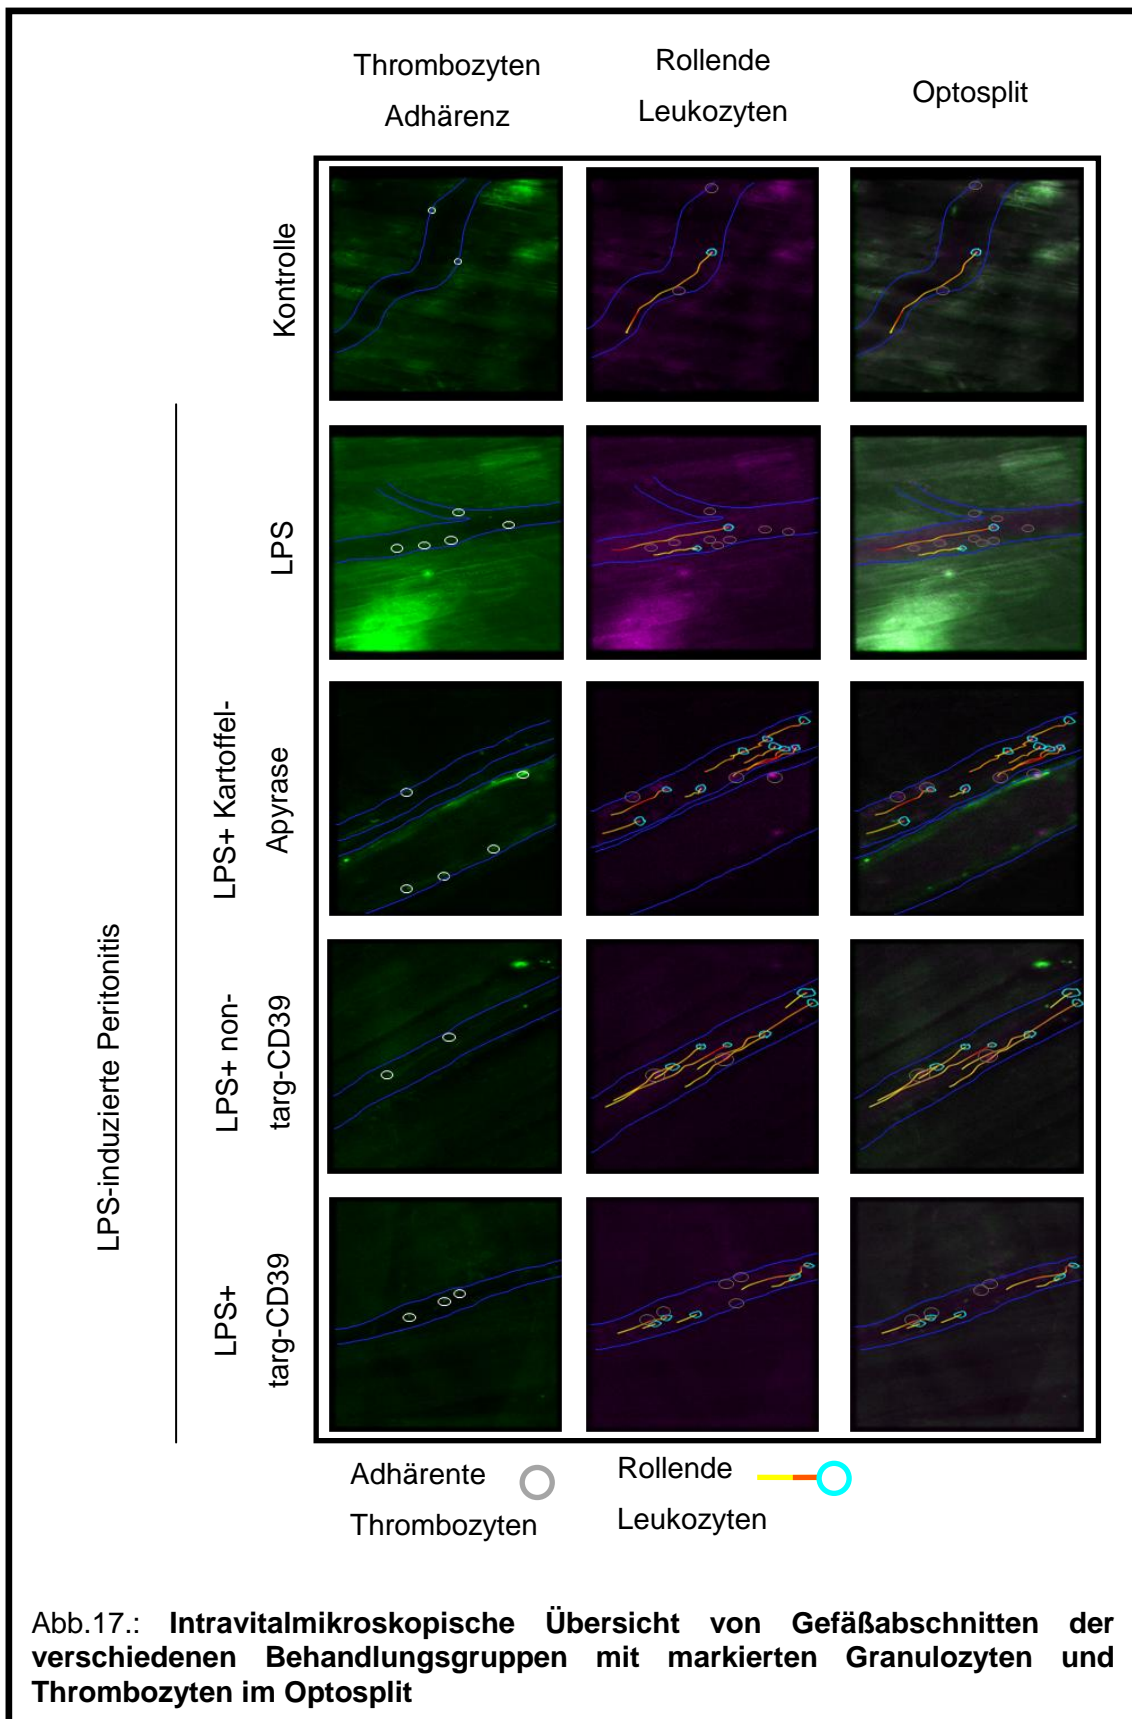 Thrombozyten
Adhärenz
Rollende
Leukozyten
Optosplit
Kontrolle
LPS
LPS+ Kartoffel-
Apyrase
LPS+ non-
targ-CD39
LPS+
targ-CD39
LPS-induzierte Peritonitis
Adhärente
Thrombozyten
Rollende
Leukozyten
Abb.17.: Intravitalmikroskopische Übersicht von Gefäßabschnitten der
verschiedenen Behandlungsgruppen mit markierten Granulozyten und
Thrombozyten im Optosplit